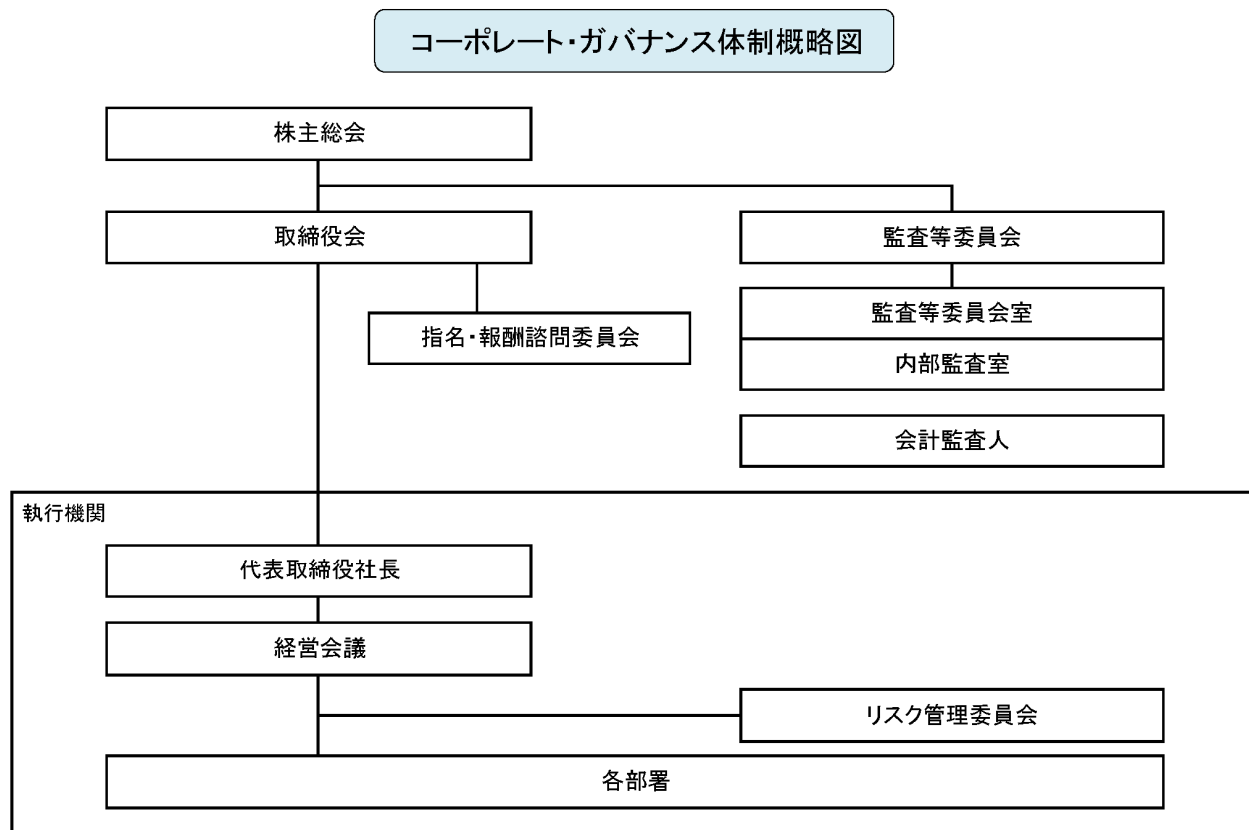 コーポレート・ガバナンス体制概略図
株主総会
取締役会
監査等委員会
指名・報酬諮問委員会
監査等委員会室
内部監査室
会計監査人
執行機関
代表取締役社長
経営会議
リスク管理委員会
各部署